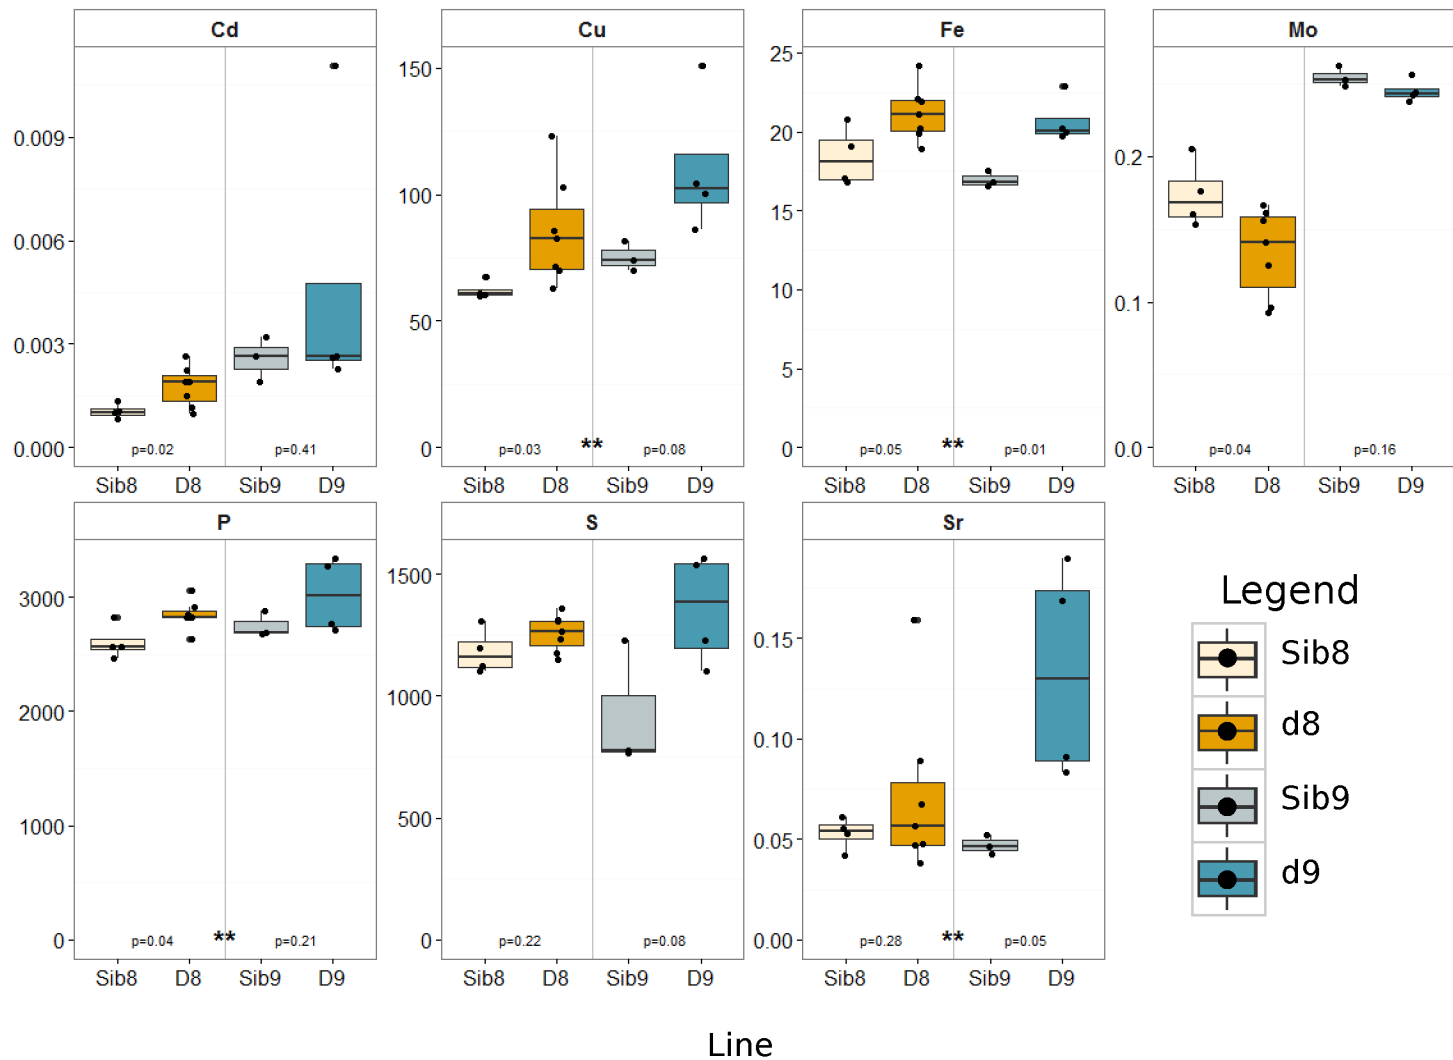 Cd Cu Fe Mo
0.009
0.006
0.003
0.000
p=0.02 p=0.41
Sib8 D8 Sib9 D9
150
100
50
0
p=0.03 ** p=0.08
Sib8 D8 Sib9 D9
25
20
15
10
5
0
p=0.05 ** p=0.01
Sib8 D8 Sib9 D9
0.2
0.1
0.0
p=0.04 p=0.16
Sib8 D8 Sib9 D9
P S Sr
3000
2000
1000
0
p=0.04 ** p=0.21
Sib8 D8 Sib9 D9
1500
1000
500
0
p=0.22 p=0.08
Sib8 D8 Sib9 D9
0.15
0.10
0.05
0.00
p=0.28 ** p=0.05
Sib8 D8 Sib9 D9
Legend
Sib8
d8
Sib9
d9
Line